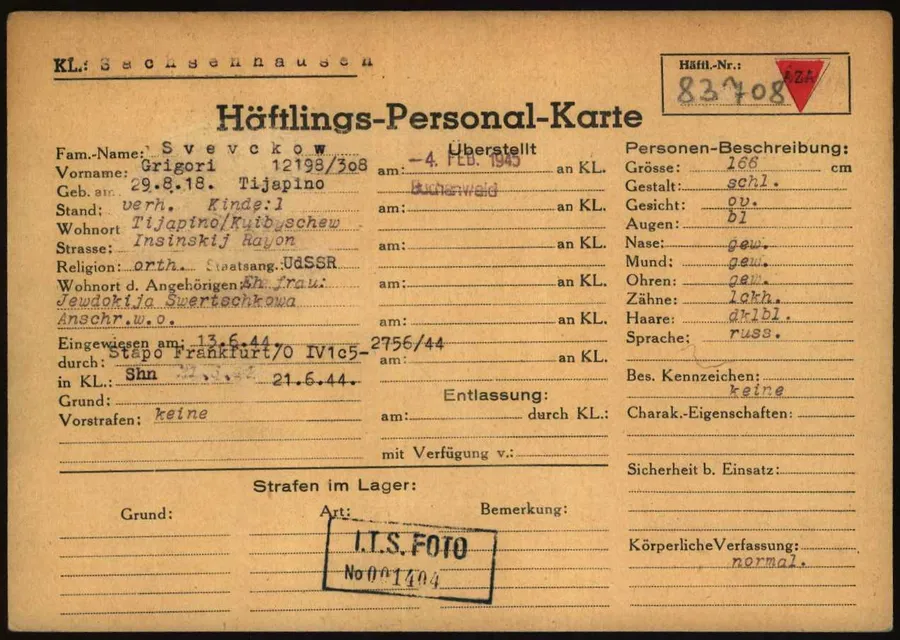 KL.: Sachsenhausen
Häftl.-Nr.:
83708
AZA
Häftlings-Personal-Karte
Fam.-Name: Svevckow
Vorname: Grigori 12198/308
Geb. am 29.8.18. Tijapino
Stand: verh. Kinde:1
Wohnort Tijapino/Kuibyschew
Strasse: Insinskij Rayon
Religion: orth. Staatsang.: UdSSR
Wohnort d. Angehörigen: Eh.frau:
Jewdokija Swertschkowa
Anschr.w.o.
Eingewiesen am: 13.6.44.
durch: Stapo Frankfurt/O IV1c5-2756/44
in KL.: Shn 21.6.44.
Grund:
Vorstrafen: keine
Überstellt
am: -4. FEB. 1945 an KL.
Buchenwald
am: an KL.
am: an KL.
am: an KL.
am: an KL.
am: an KL.
Entlassung:
am: durch KL.:
mit Verfügung v.:
Personen-Beschreibung:
Grösse: 166 cm
Gestalt: schl.
Gesicht: ov.
Augen: bl
Nase: gew.
Mund: gew.
Ohren: gew.
Zähne: lckh.
Haare: dklbl.
Sprache: russ.
Bes. Kennzeichen:
keine
Charak.-Eigenschaften:
Sicherheit b. Einsatz:
Körperliche Verfassung:
normal.
Strafen im Lager:
Grund: Art: Bemerkung:
I.T.S. FOTO
No 001404